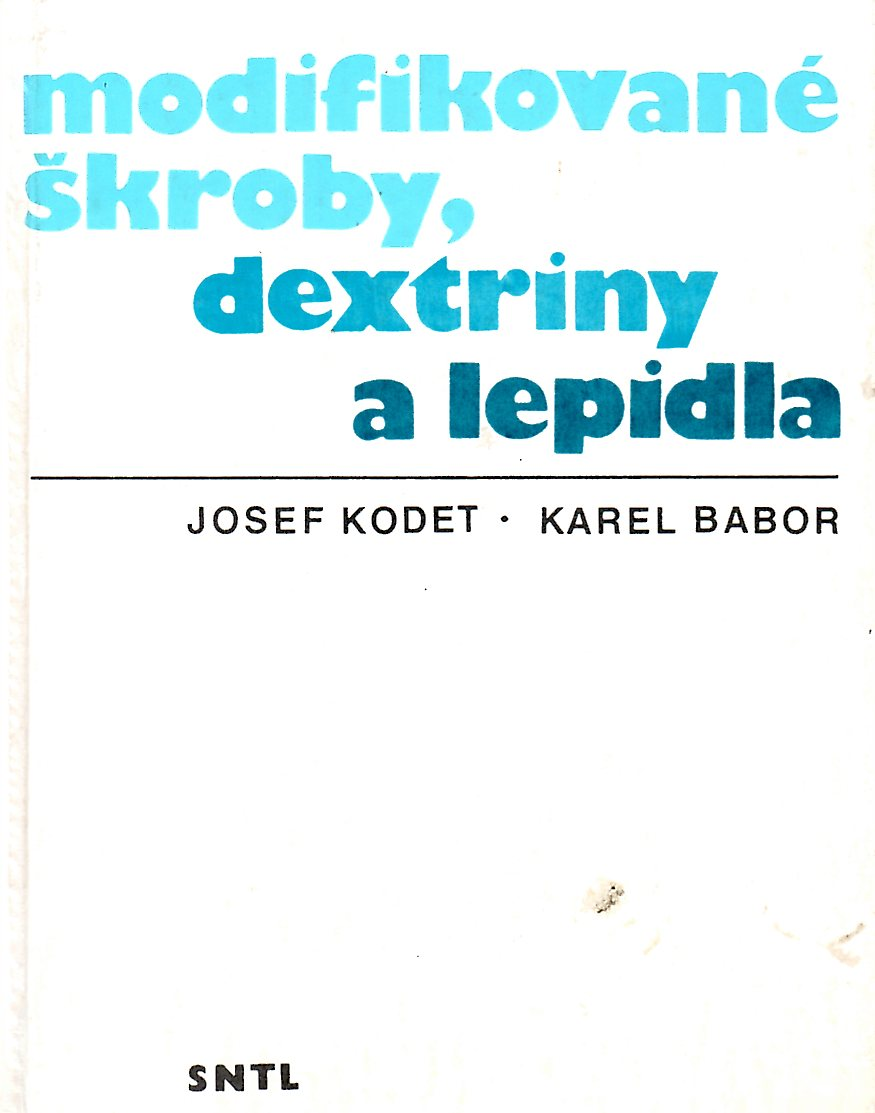 modifikované
škroby,
dextriny
a lepidla
JOSEF KODET · KAREL BABOR
SNTL